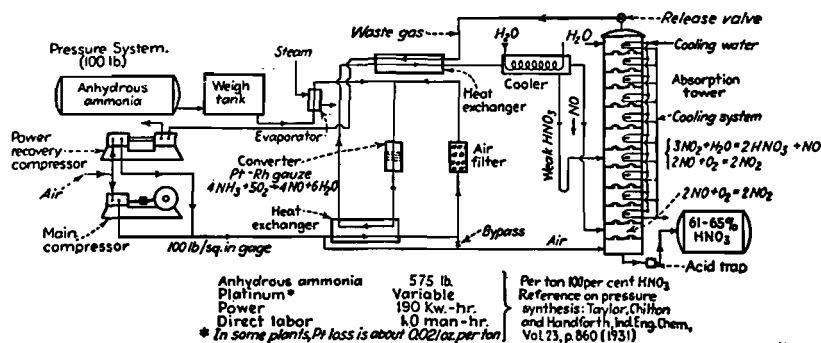 Pressure System.
(100 lb.)
Anhydrous
ammonia
Weigh
tank
Steam
Evaporator
Waste gas
Heat
exchanger
H₂O
H₂O
Cooler
Release valve
Cooling water
Absorption
tower
Cooling system
3NO₂+H₂O=2HNO₃+NO
2NO+O₂=2NO₂
2NO+O₂=2NO₂
Weak HNO₃
NO
Power
recovery
compressor
Air
Main
compressor
Converter
Pt-Rh gauze
4NH₃+5O₂→4NO+6H₂O
Air
filter
Heat
exchanger
100 lb/sq. in gage
Bypass
Air
61-65%
HNO₃
Acid trap
Anhydrous ammonia 575 lb.
Platinum* Variable
Power 190 Kw.-hr.
Direct labor 1.0 man-hr.
* In some plants, Pt loss is about 0.021 oz. per ton
Per ton 100 per cent HNO₃
Reference on pressure
synthesis: Taylor, Chilton
and Handforth, Ind. Eng. Chem.,
Vol. 23, p. 860 (1931)